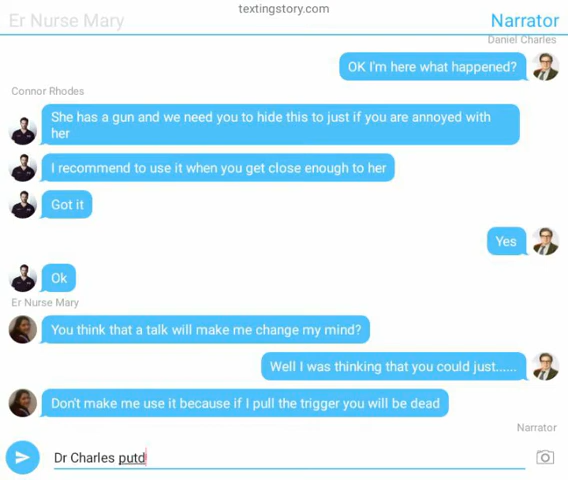 textingstory.com
Er Nurse Mary
Narrator
Daniel Charles
OK I'm here what happened?
Connor Rhodes
She has a gun and we need you to hide this to just if you are annoyed with
her
I recommend to use it when you get close enough to her
Got it
Yes
Ok
Er Nurse Mary
You think that a talk will make me change my mind?
Well I was thinking that you could just......
Don't make me use it because if I pull the trigger you will be dead
Narrator
Dr Charles putd